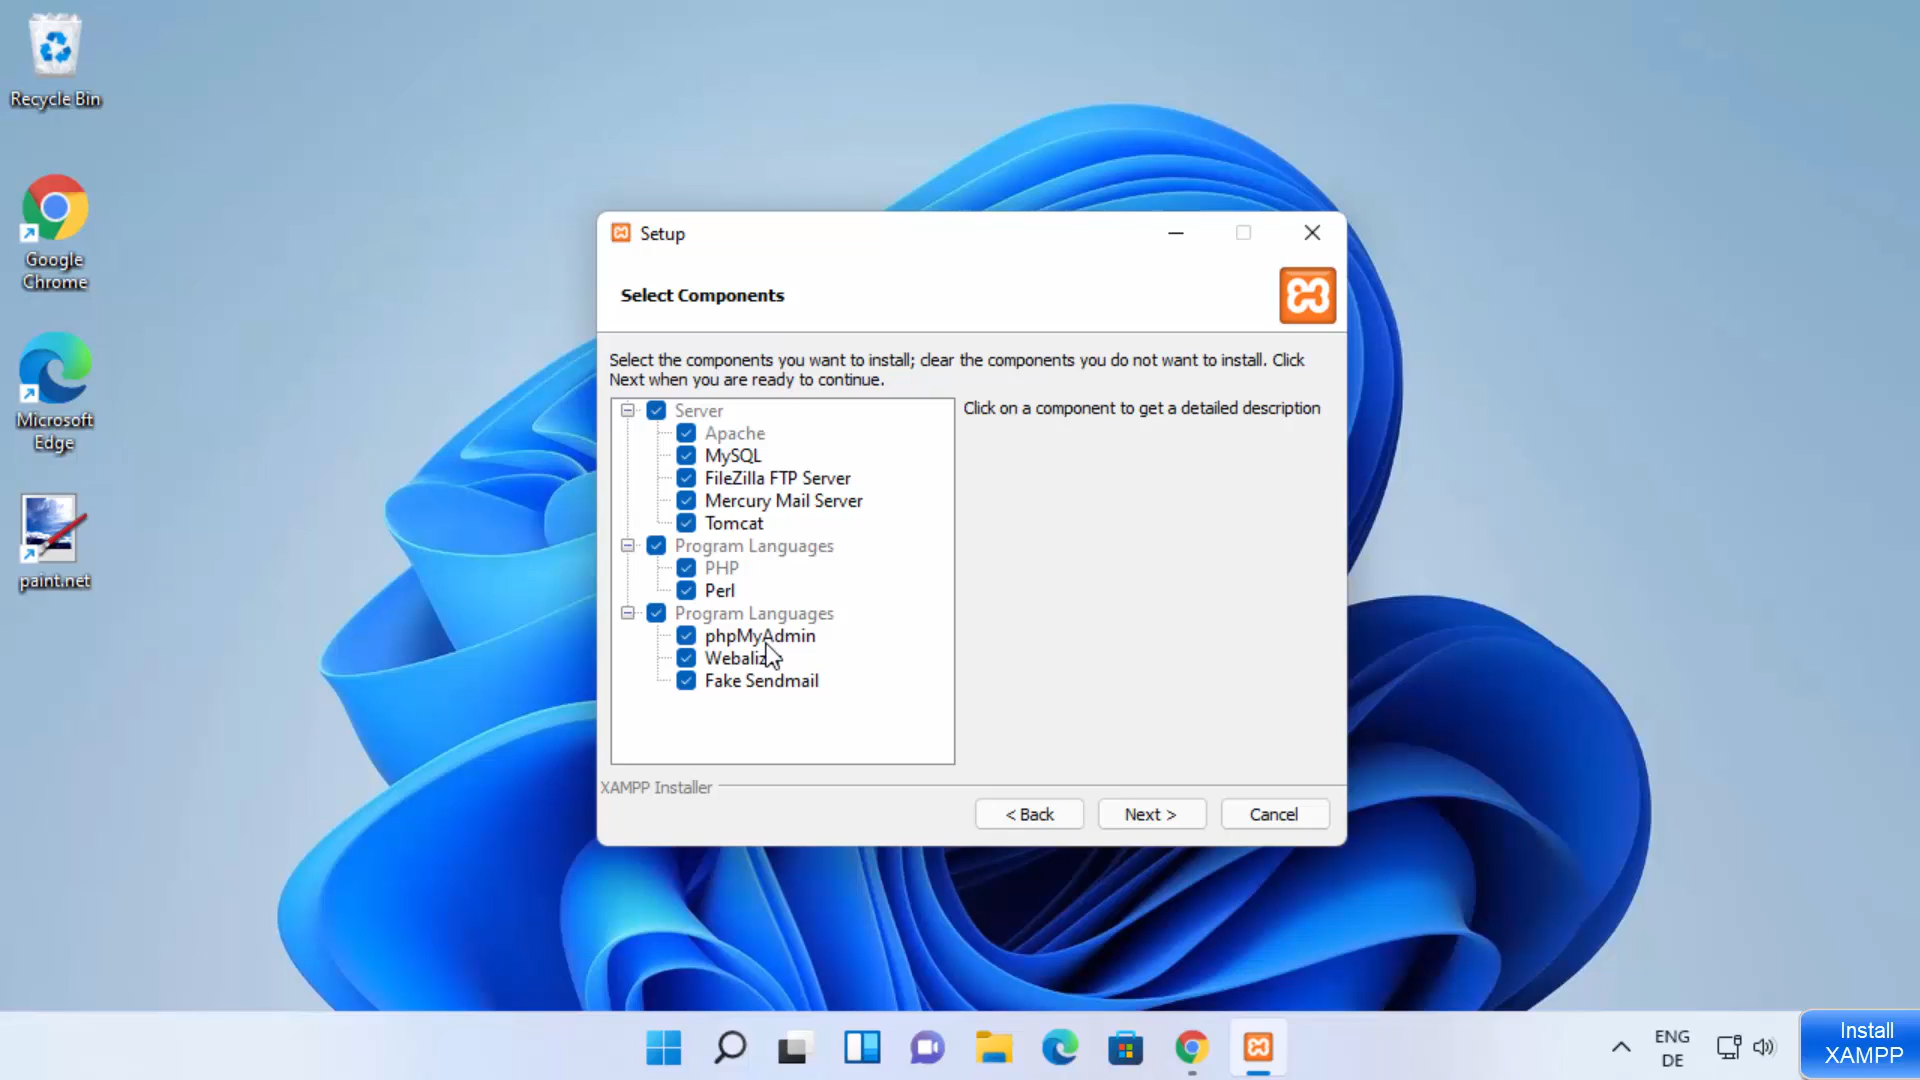 Recycle Bin
Google
Chrome
Microsoft
Edge
paint.net
Setup
Select Components
Select the components you want to install; clear the components you do not want to install. Click
Next when you are ready to continue.
Server
Apache
MySQL
FileZilla FTP Server
Mercury Mail Server
Tomcat
Program Languages
PHP
Perl
Program Languages
phpMyAdmin
Fake Sendmail
Click on a component to get a detailed description
XAMPP Installer
< Back
Next >
Cancel
ENG
DE
Install
XAMPP